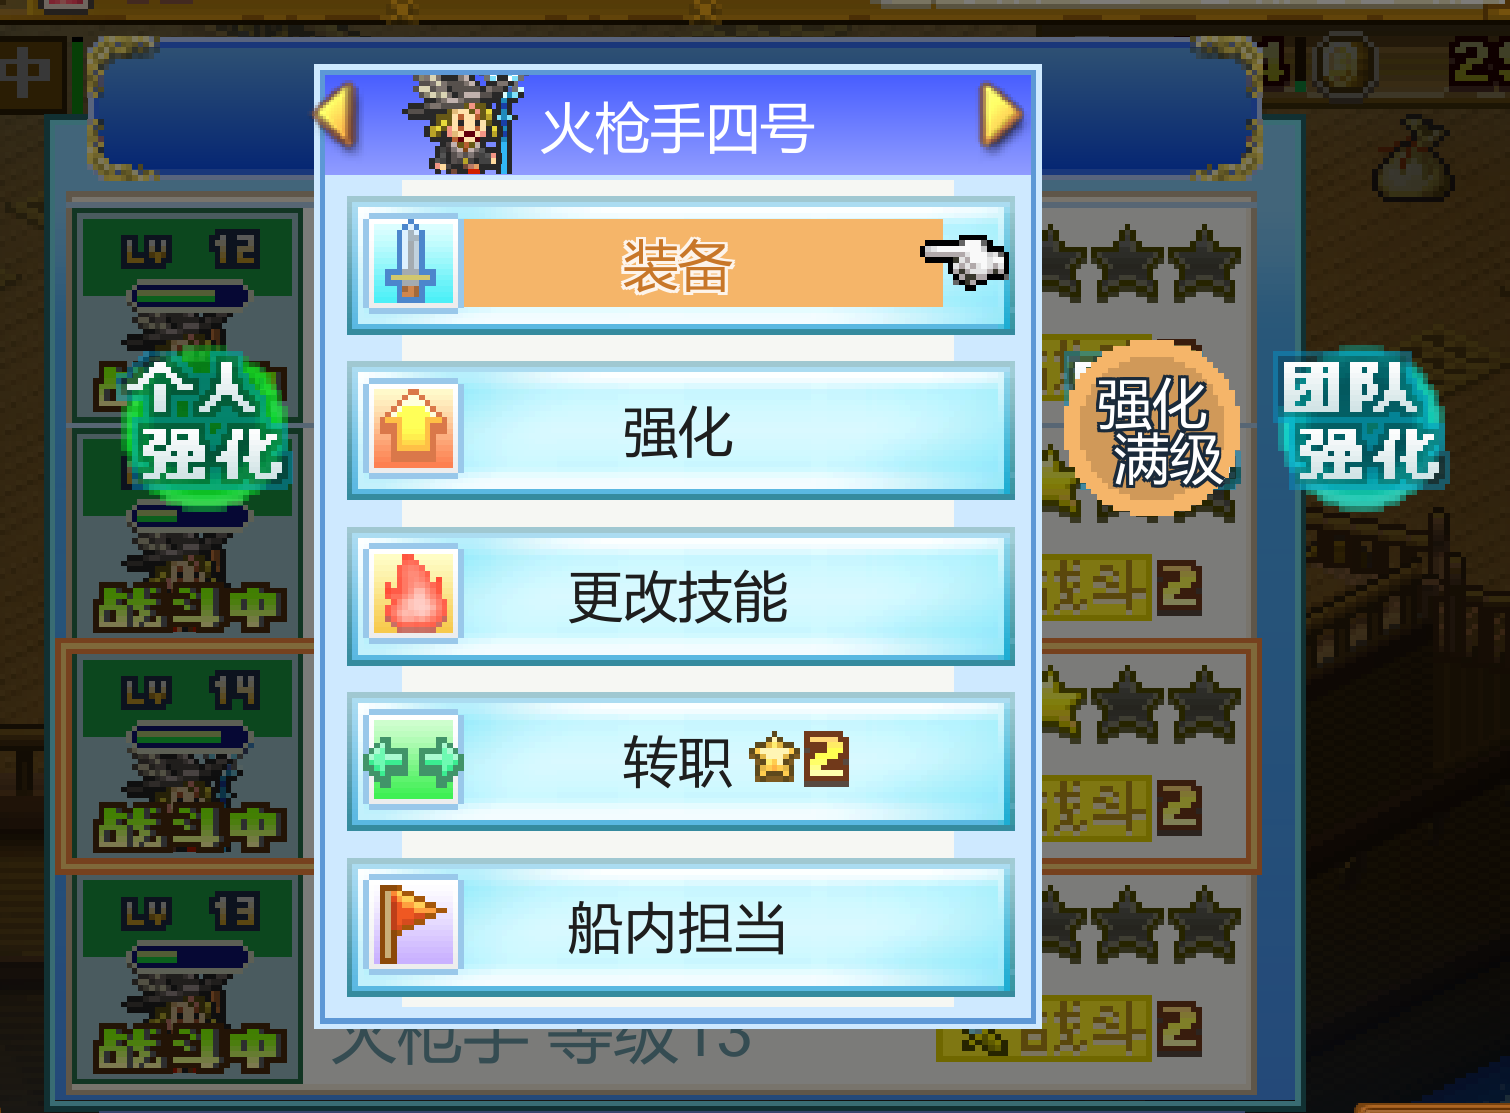 中
4
火枪手四号
LV 12
装备
个人
强化
强化
强化
满级
团队
强化
更改技能
战斗中
战斗 2
LV 14
转职 2
战斗中
战斗 2
LV 13
船内担当
战斗中
火枪手 等级13
战斗 2